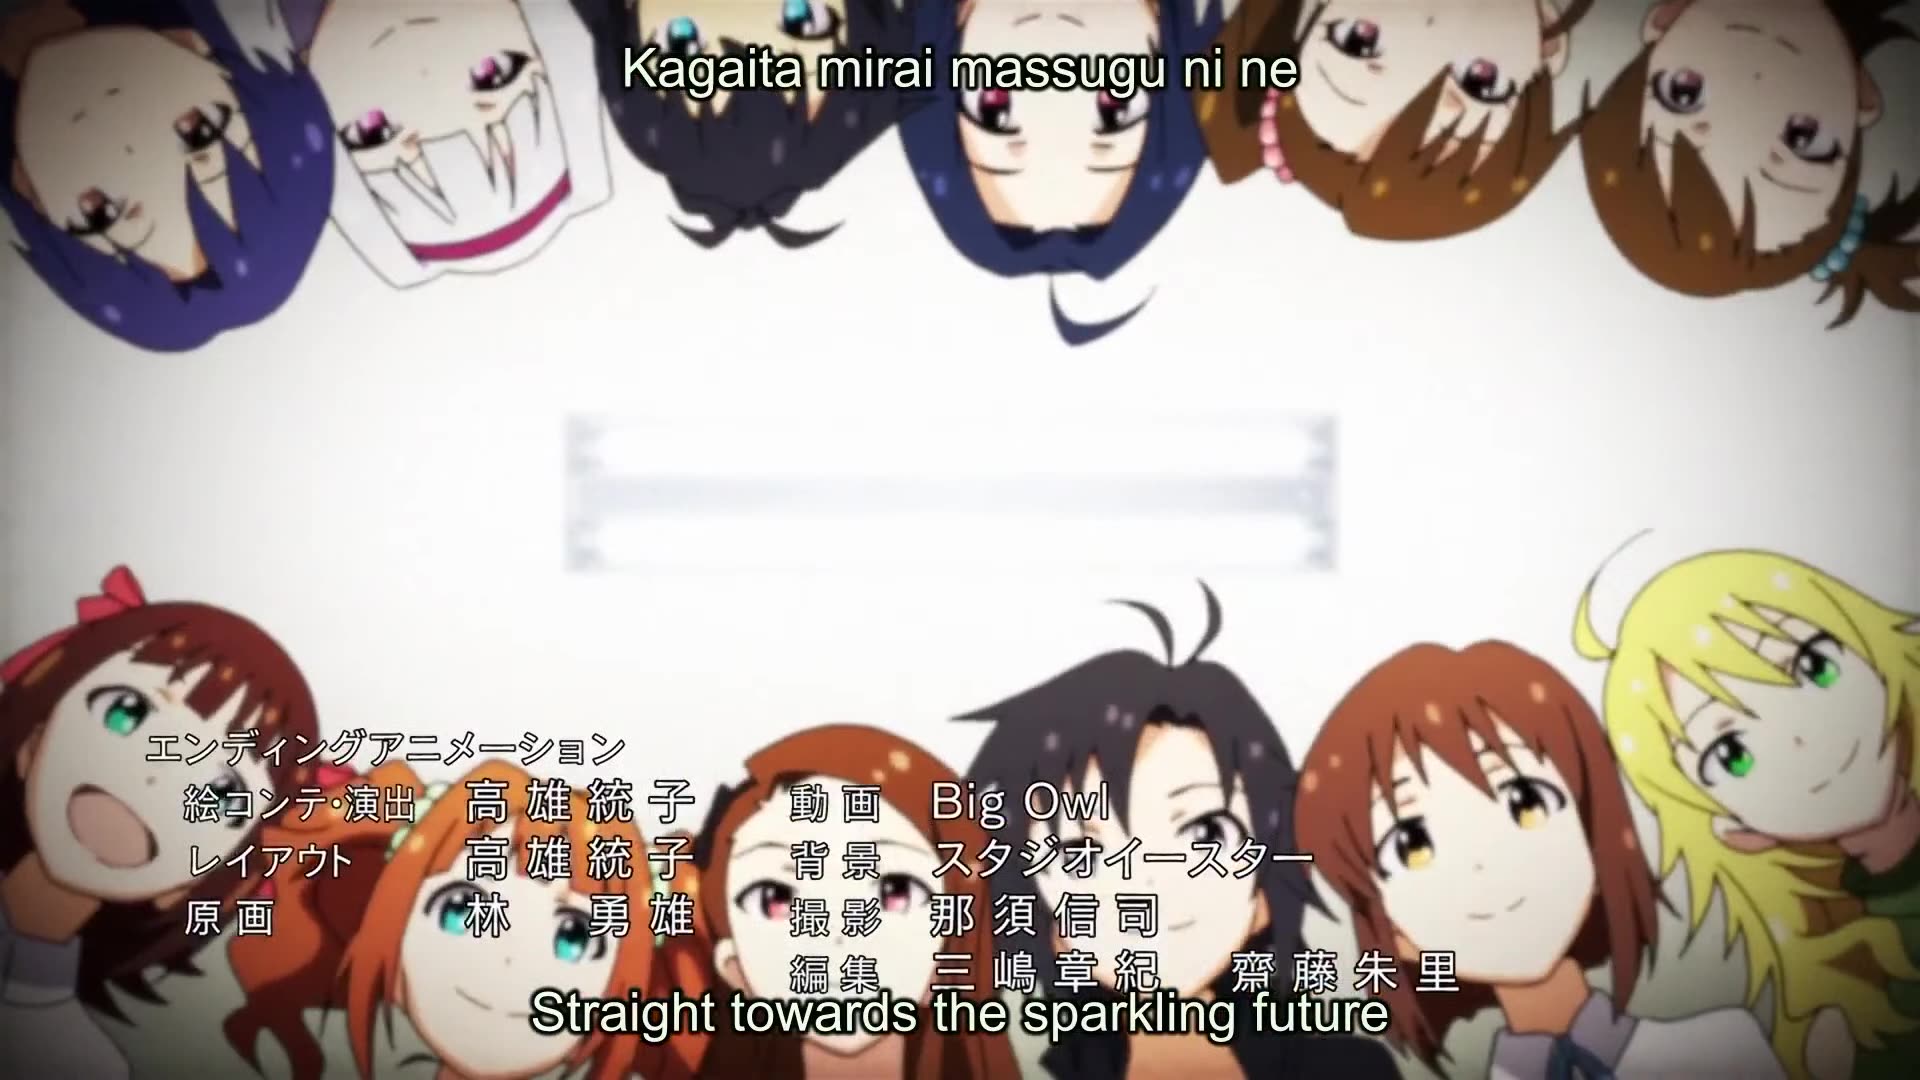 Kagaita mirai massugu ni ne
エンディングアニメーション
絵コンテ・演出 高雄統子
レイアウト 高雄統子
原画 林 勇雄
動画 Big Owl
背景 スタジオイースター
撮影 那須信司
編集 三嶋章紀 齋藤朱里
Straight towards the sparkling future